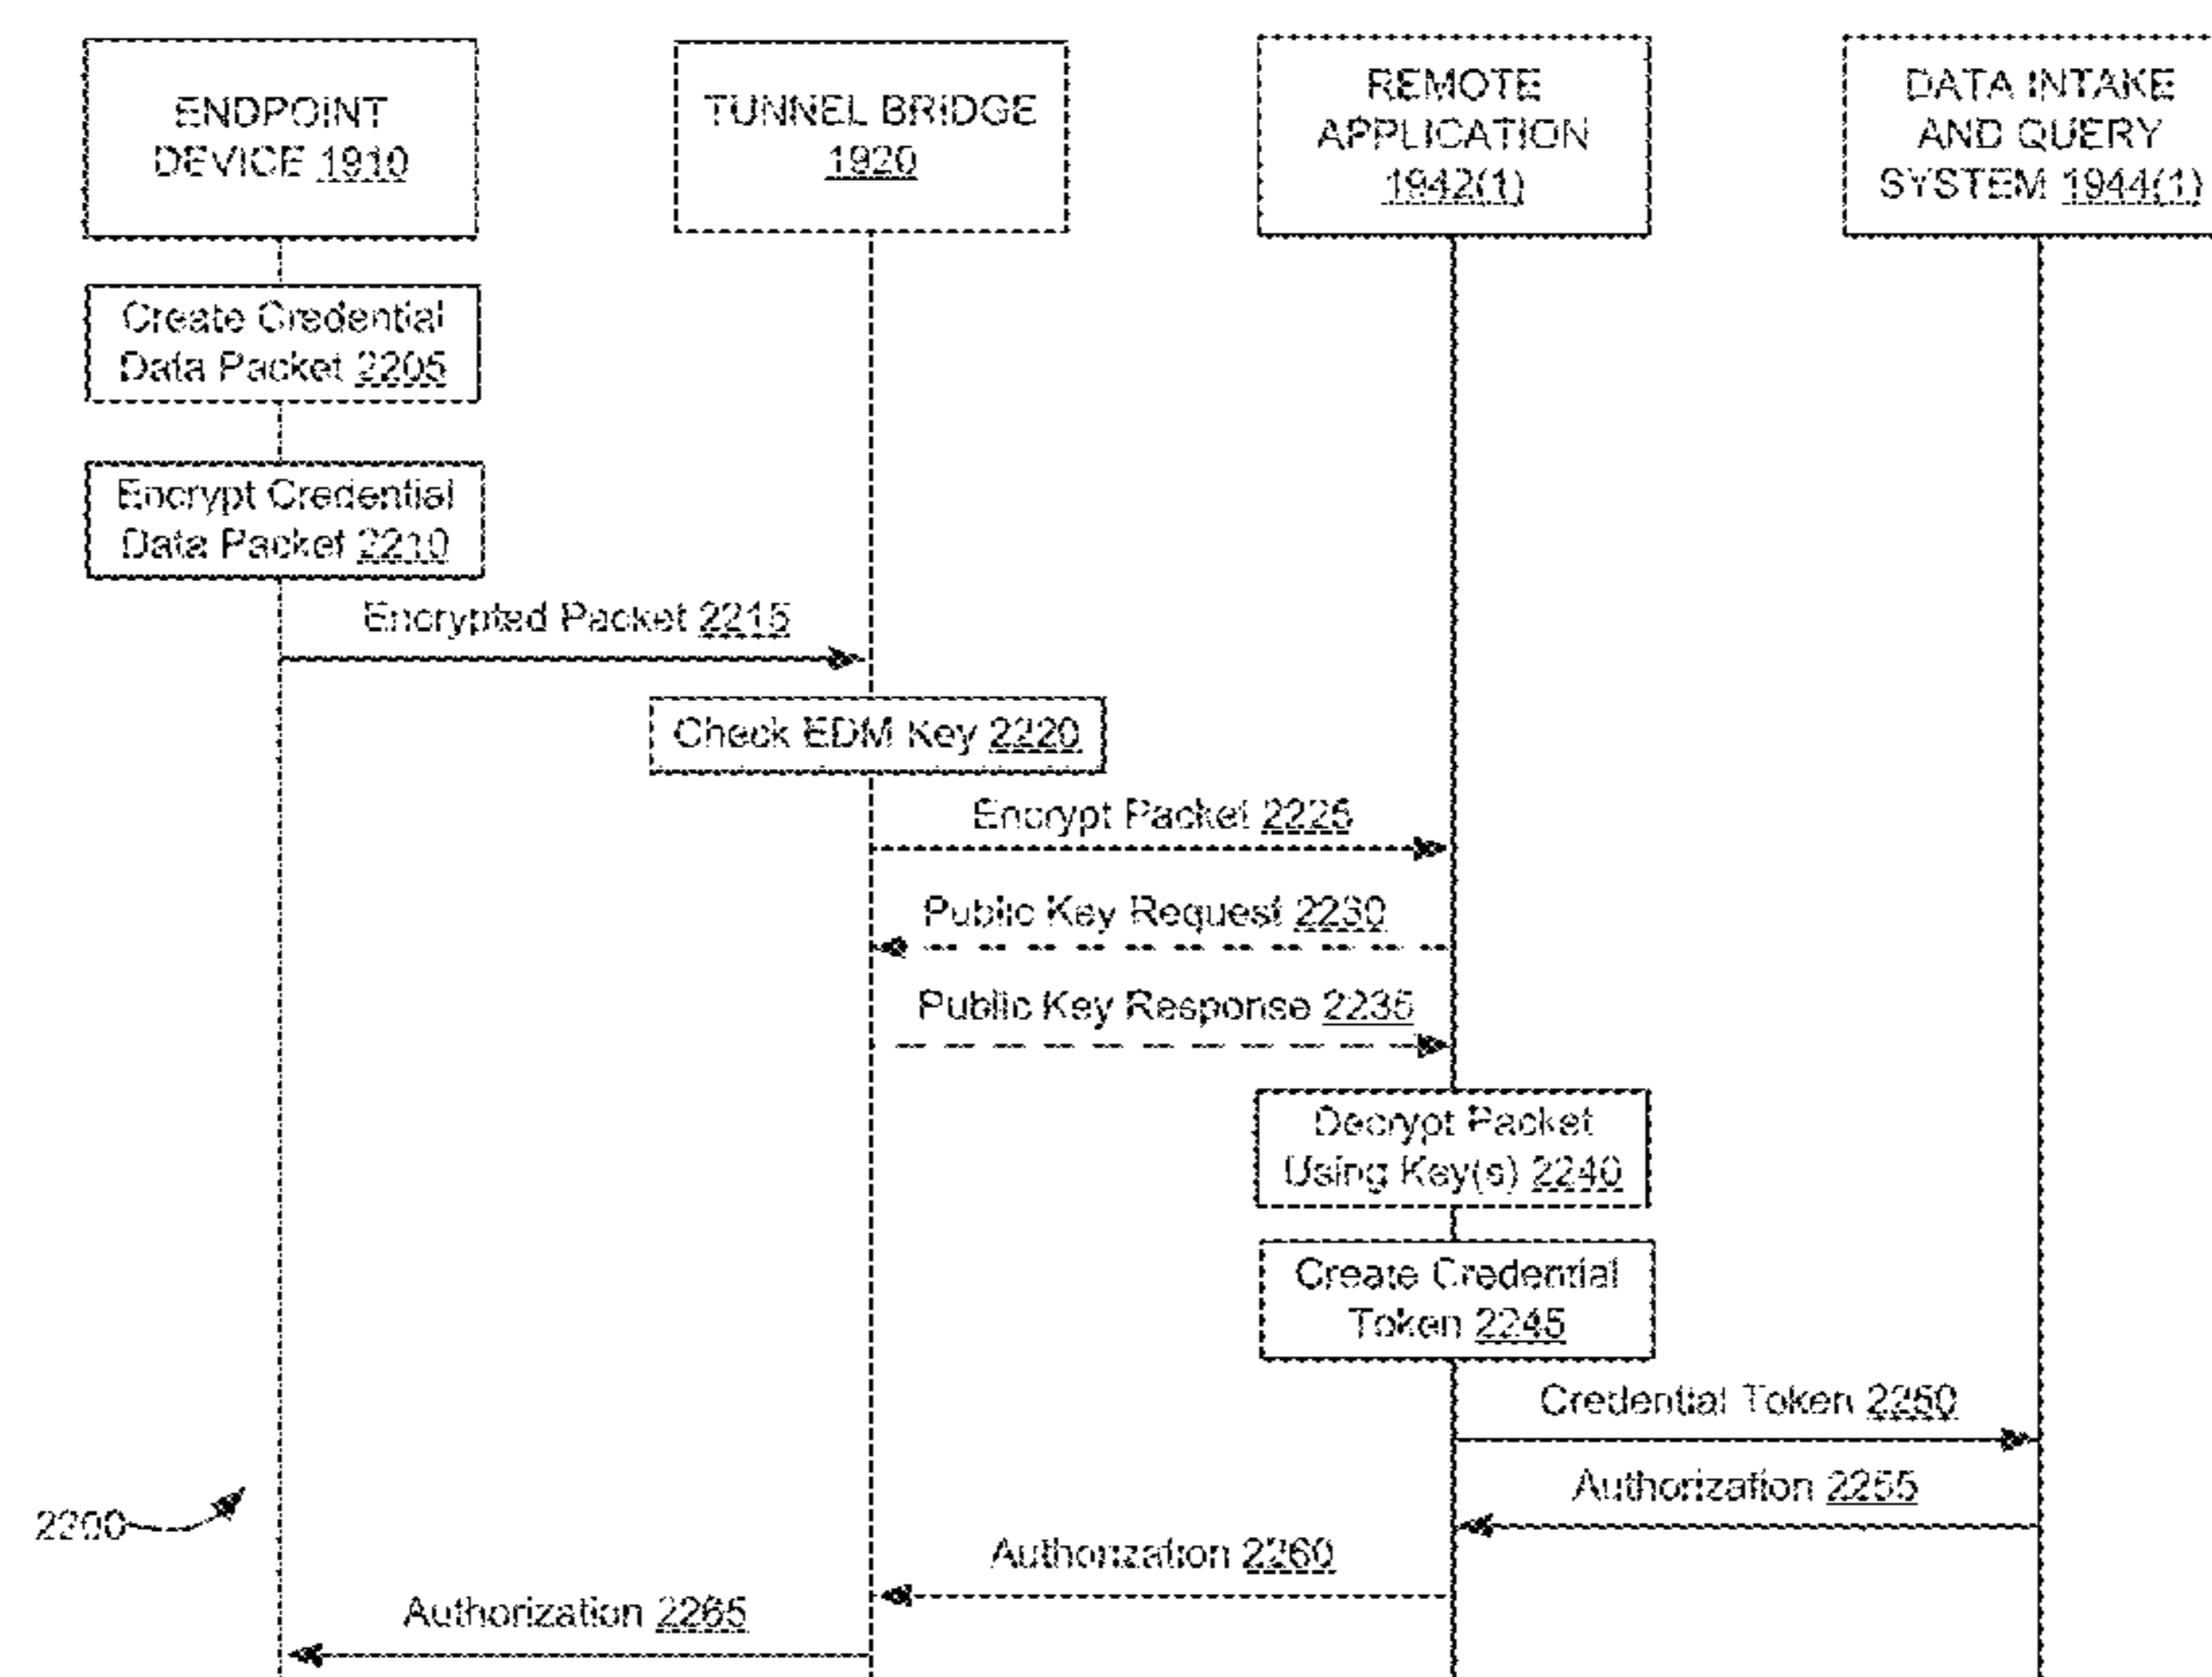 ENDPOINT
DEVICE 1910
TUNNEL BRIDGE
1920
REMOTE
APPLICATION
1942(1)
DATA INTAKE
AND QUERY
SYSTEM 1944(1)
Create Credential
Data Packet 2205
Encrypt Credential
Data Packet 2210
Encrypted Packet 2215
Check EDM Key 2220
Encrypt Packet 2225
Public Key Request 2230
Public Key Response 2235
Decrypt Packet
Using Key(s) 2240
Create Credential
Token 2245
Credential Token 2250
Authorization 2255
2200
Authorization 2260
Authorization 2265